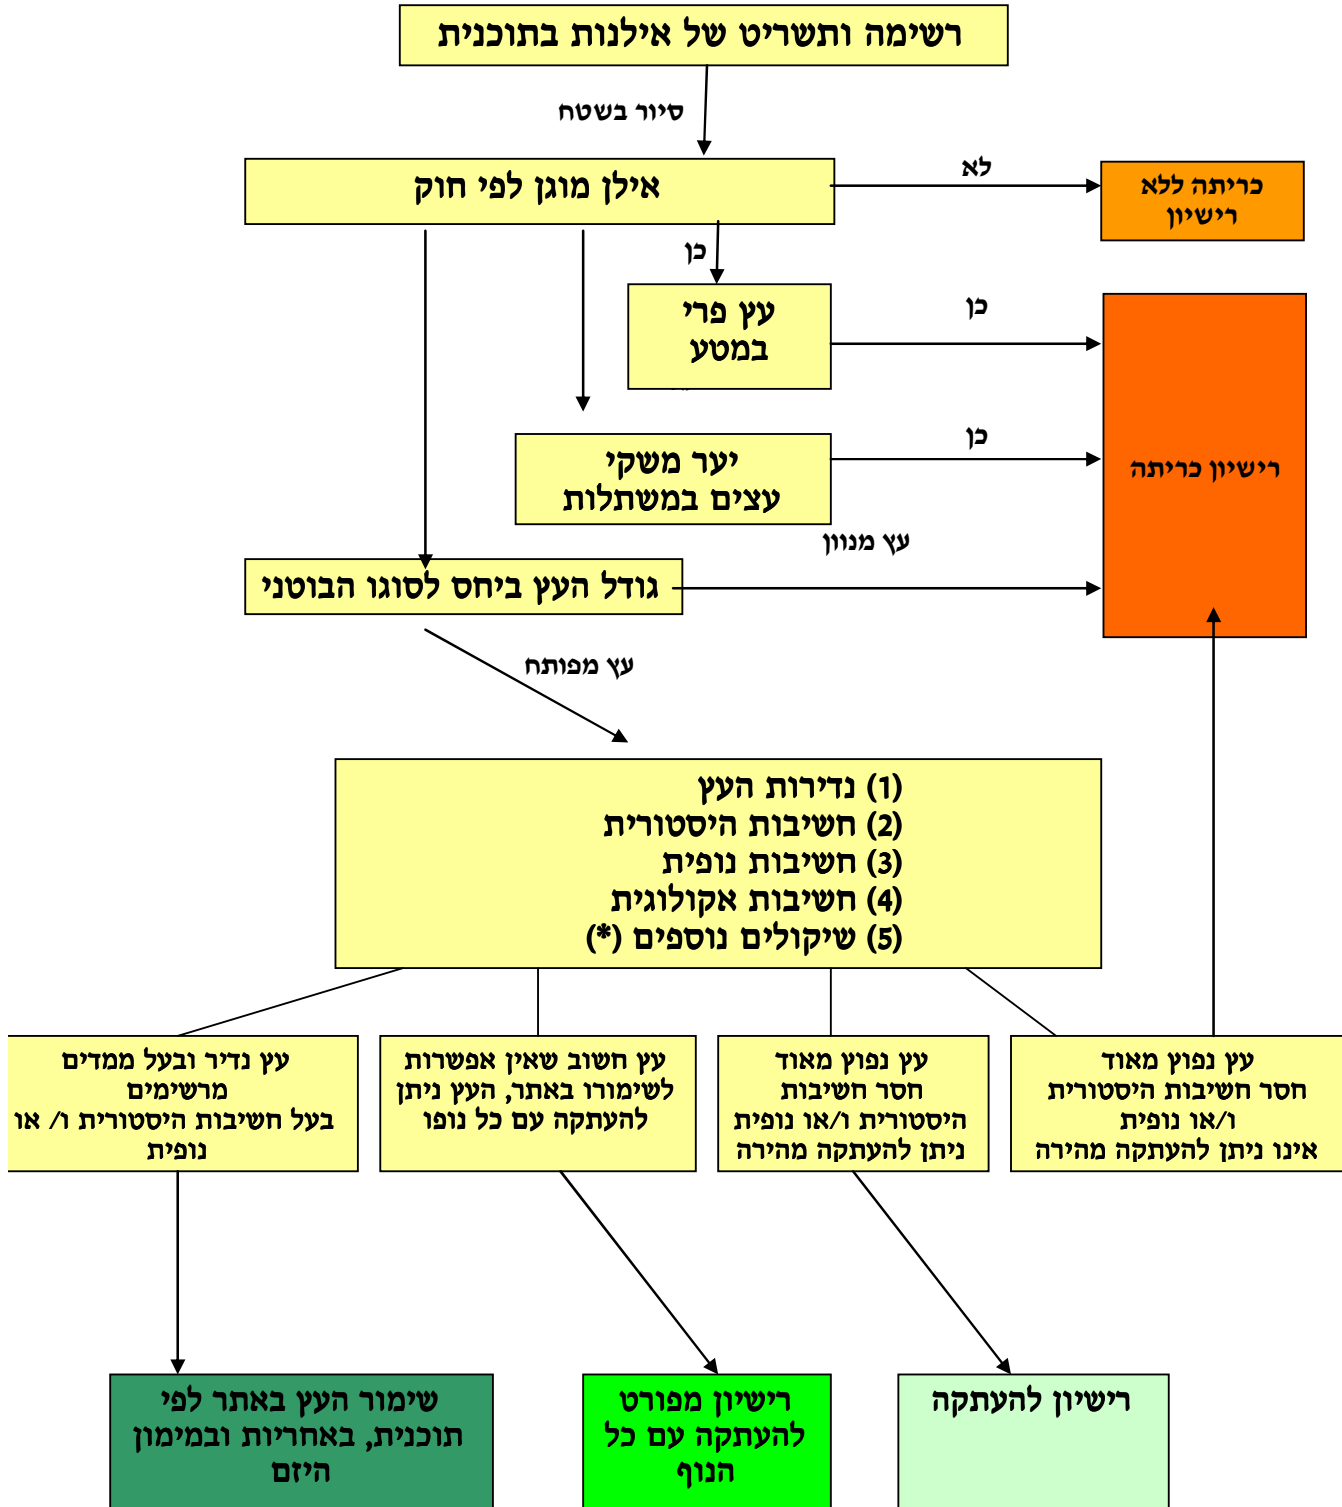 רשימה ותשריט של אילנות בתוכנית
סיור בשטח
אילן מוגן לפי חוק
לא
כריתה ללא
רישיון
כן
עץ פרי
במטע
כן
רישיון כריתה
יער משקי
עצים במשתלות
כן
עץ מנוון
גודל העץ ביחס לסוגו הבוטני
עץ מפותח
(1) נדירות העץ
(2) חשיבות היסטורית
(3) חשיבות נופית
(4) חשיבות אקולוגית
(5) שיקולים נוספים (*)
עץ נפוץ מאוד
חסר חשיבות היסטורית
ו/או נופית
אינו ניתן להעתקה מהירה
עץ נפוץ מאוד
חסר חשיבות
היסטורית ו/או נופית
ניתן להעתקה מהירה
עץ חשוב שאין אפשרות
לשימורו באתר, העץ ניתן
להעתקה עם כל נופו
עץ נדיר ובעל ממדים
מרשימים
בעל חשיבות היסטורית ו/ או
נופית
רישיון להעתקה
רישיון מפורט
להעתקה עם כל
הנוף
שימור העץ באתר לפי
תוכנית, באחריות ובמימון
היזם